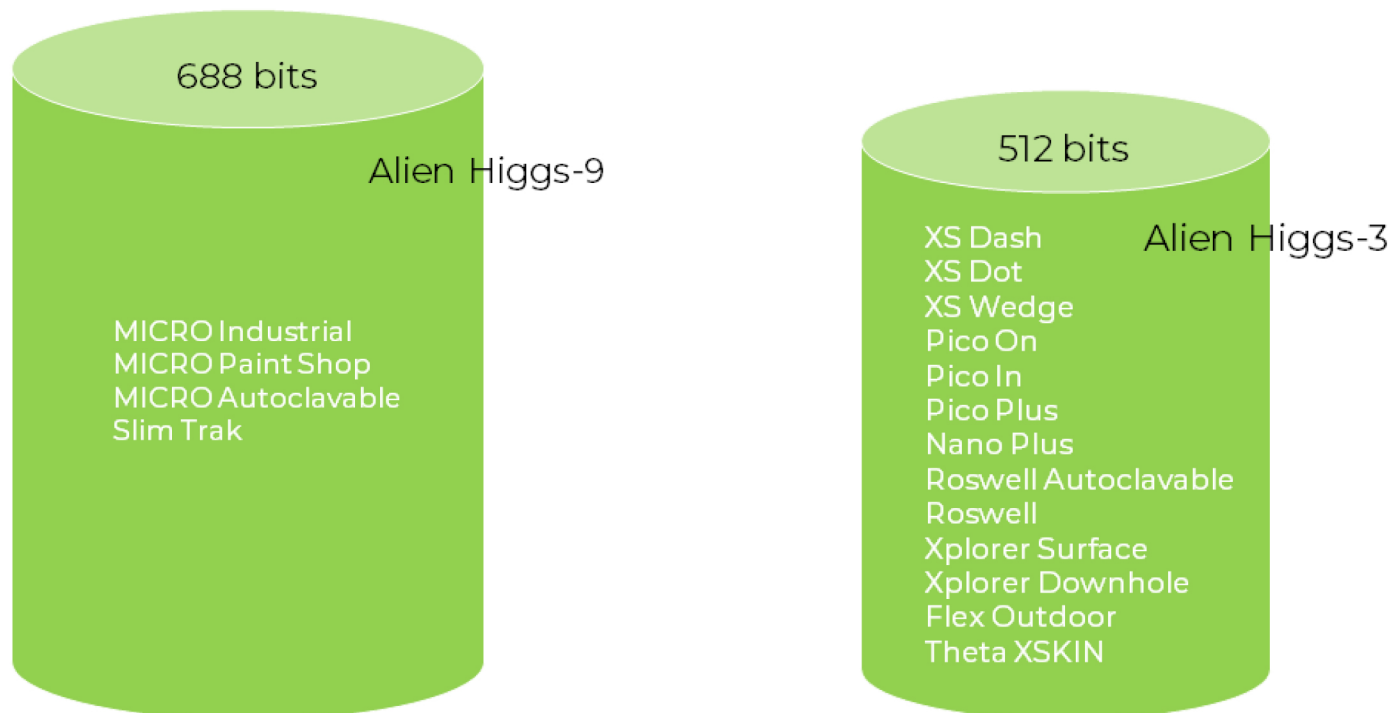 688 bits
Alien Higgs-9
MICRO Industrial
MICRO Paint Shop
MICRO Autoclavable
Slim Trak
512 bits
Alien Higgs-3
XS Dash
XS Dot
XS Wedge
Pico On
Pico In
Pico Plus
Nano Plus
Roswell Autoclavable
Roswell
Xplorer Surface
Xplorer Downhole
Flex Outdoor
Theta XSKIN